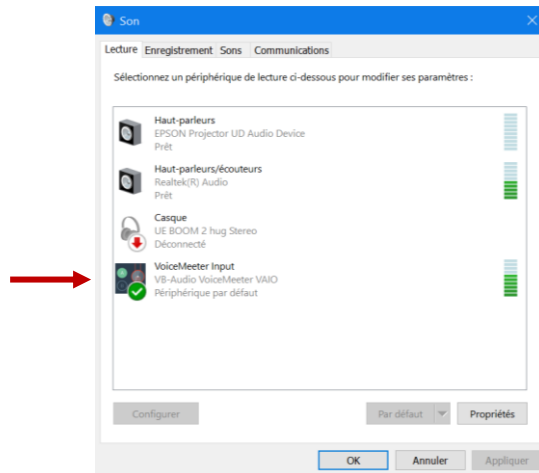 Son
Lecture Enregistrement Sons Communications
Sélectionnez un périphérique de lecture ci-dessous pour modifier ses paramètres :
Haut-parleurs
EPSON Projector UD Audio Device
Prêt
Haut-parleurs/écouteurs
Realtek(R) Audio
Prêt
Casque
UE BOOM 2 hug Stereo
Déconnecté
VoiceMeeter Input
VB-Audio VoiceMeeter VAIO
Périphérique par défaut
Configurer Par défaut Propriétés
OK Annuler Appliquer